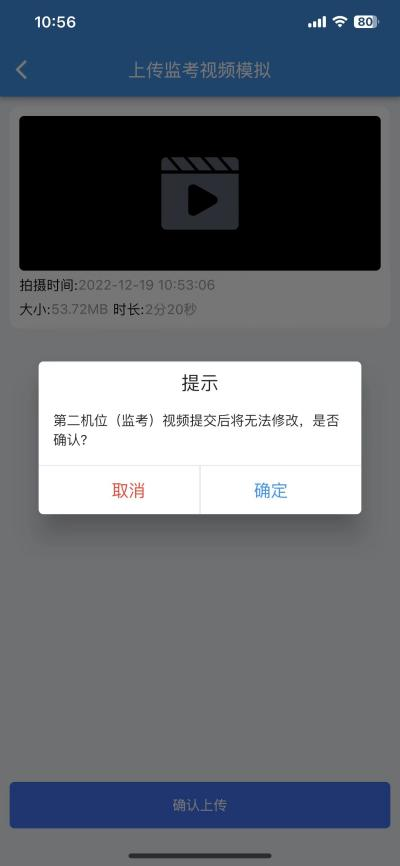 10:56
80
上传监考视频模拟
拍摄时间:2022-12-19 10:53:06
大小:53.72MB 时长:2分20秒
提示
第二机位（监考）视频提交后将无法修改，是否
确认?
取消
确定
确认上传